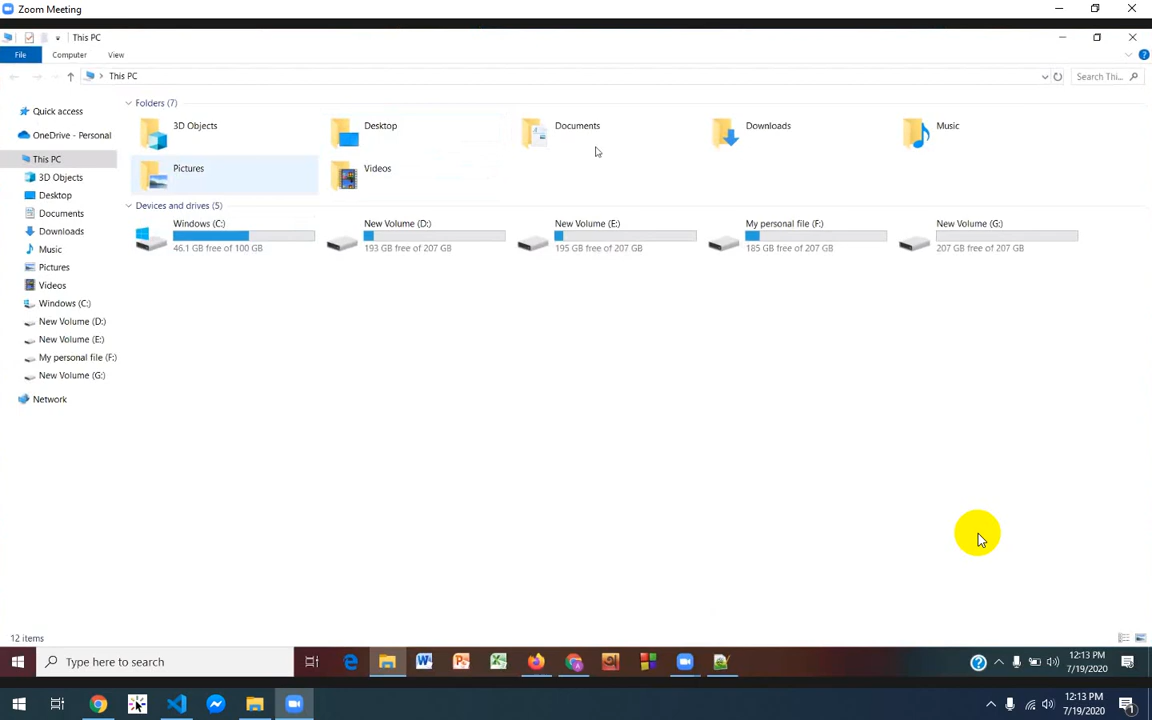 Zoom Meeting
This PC
File Computer View
This PC
Search Thi...
Quick access
OneDrive - Personal
This PC
3D Objects
Desktop
Documents
Downloads
Music
Pictures
Videos
Windows (C:)
New Volume (D:)
New Volume (E:)
My personal file (F:)
New Volume (G:)
Network
Folders (7)
3D Objects
Desktop
Documents
Downloads
Music
Pictures
Videos
Devices and drives (5)
Windows (C:)
46.1 GB free of 100 GB
New Volume (D:)
193 GB free of 207 GB
New Volume (E:)
195 GB free of 207 GB
My personal file (F:)
185 GB free of 207 GB
New Volume (G:)
207 GB free of 207 GB
12 items
Type here to search
12:13 PM
7/19/2020
12:13 PM
7/19/2020
1